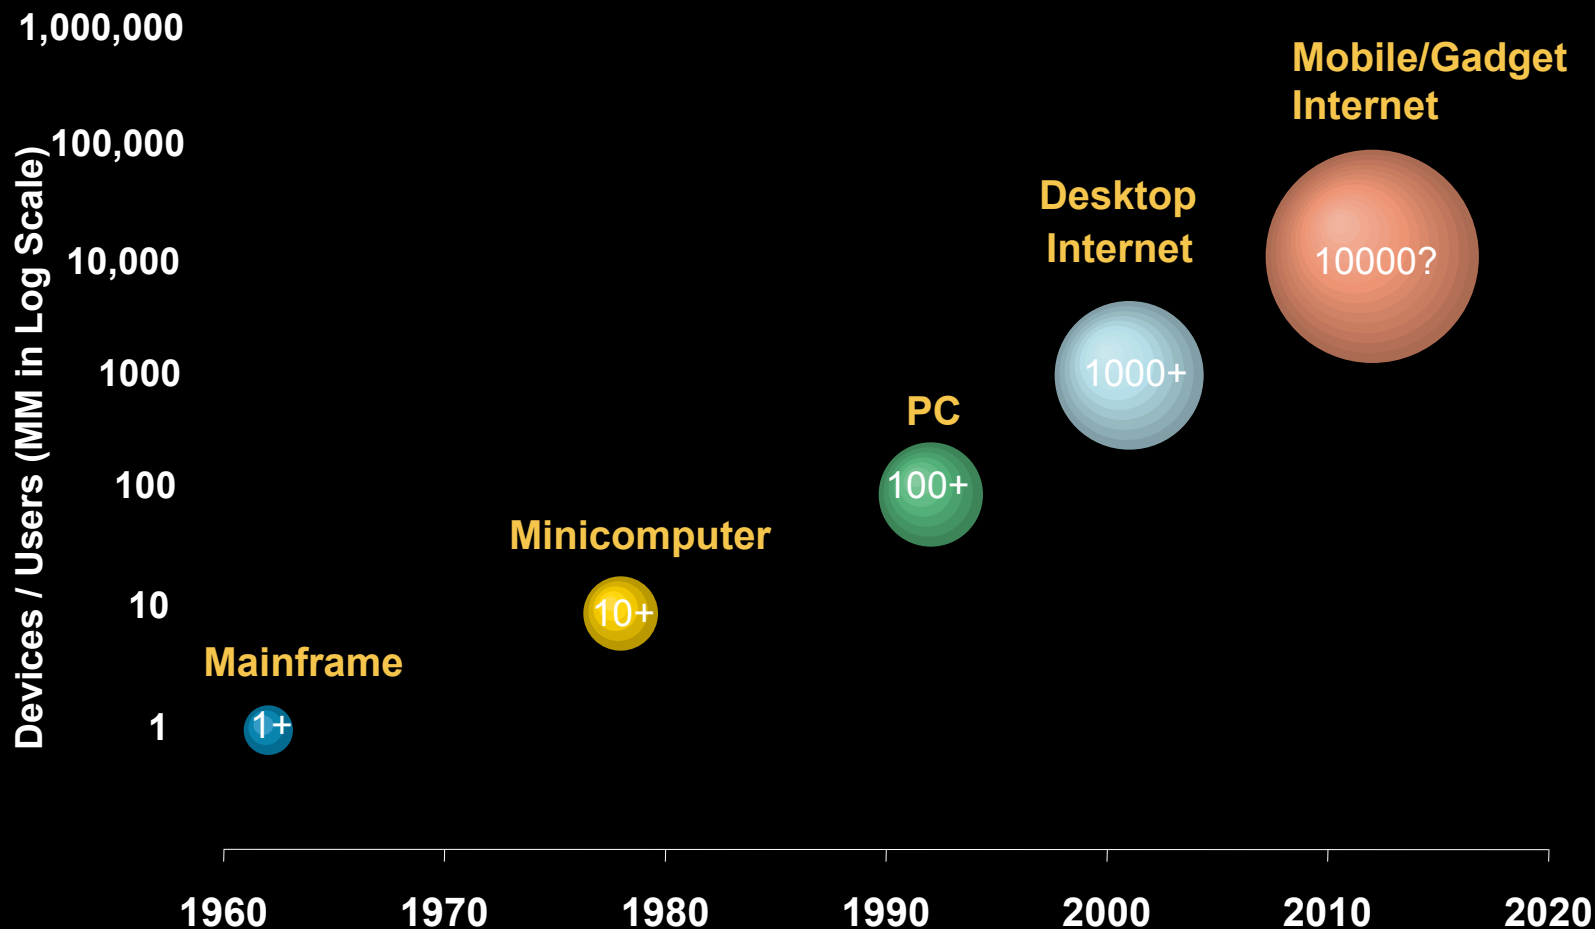 1,000,000
Mobile/Gadget
Internet
100,000
Desktop
Internet
10,000
10000?
1000
1000+
PC
100
100+
Minicomputer
10
10+
Mainframe
1
1+
Devices / Users (MM in Log Scale)
1960 1970 1980 1990 2000 2010 2020